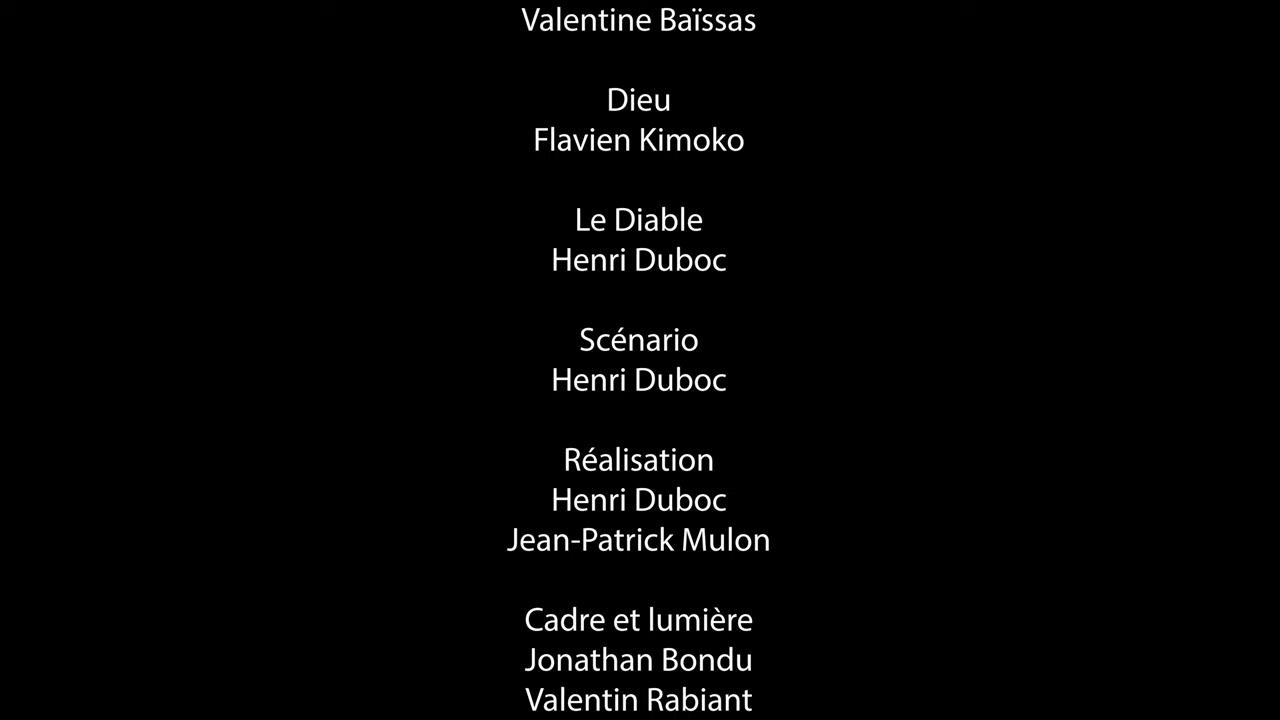 Valentine Baïssas
Dieu
Flavien Kimoko
Le Diable
Henri Duboc
Scénario
Henri Duboc
Réalisation
Henri Duboc
Jean-Patrick Mulon
Cadre et lumière
Jonathan Bondu
Valentin Rabiant